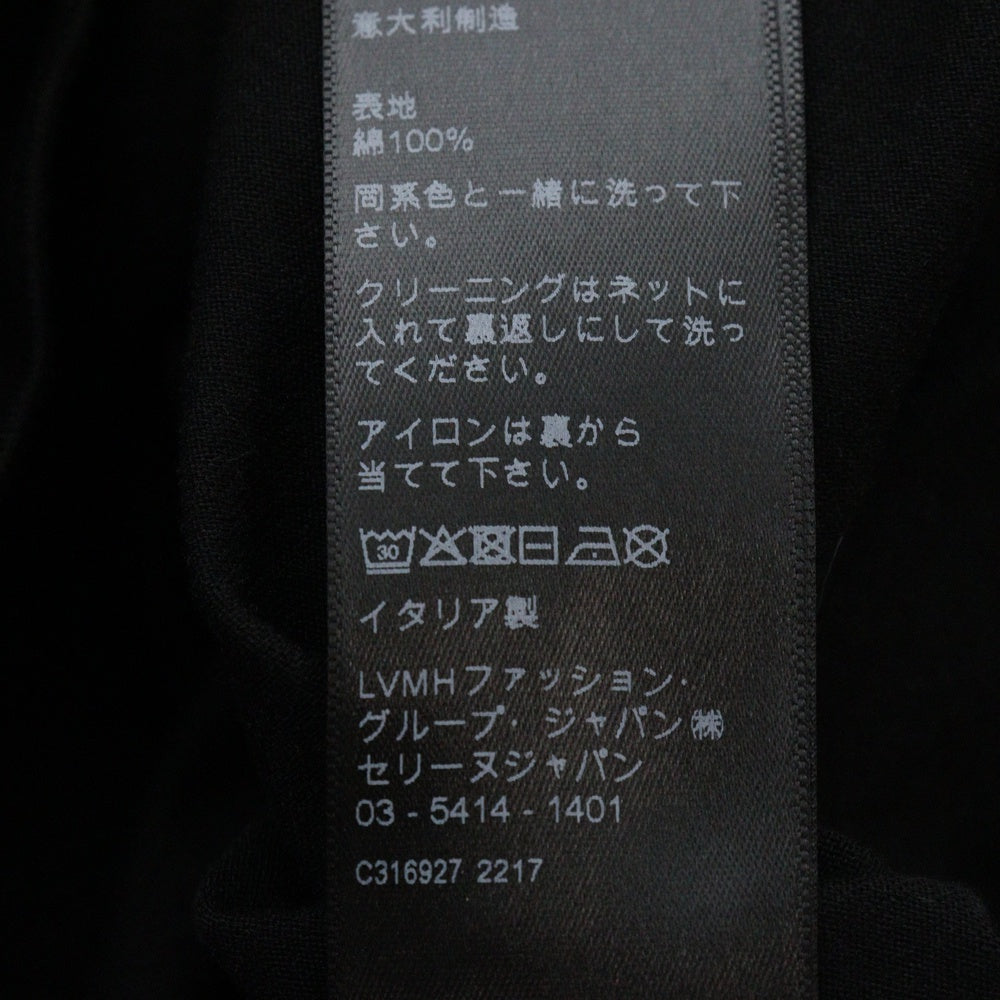 意大利制造
表地
綿100%
同系色と一緒に洗って下
さい。
クリーニングはネットに
入れて裏返しにして洗っ
てください。
アイロンは裏から
当てて下さい。
30
イタリア製
LVMHファッション・
グループ・ジャパン㈱
セリーヌジャパン
03 - 5414 - 1401
C316927 2217